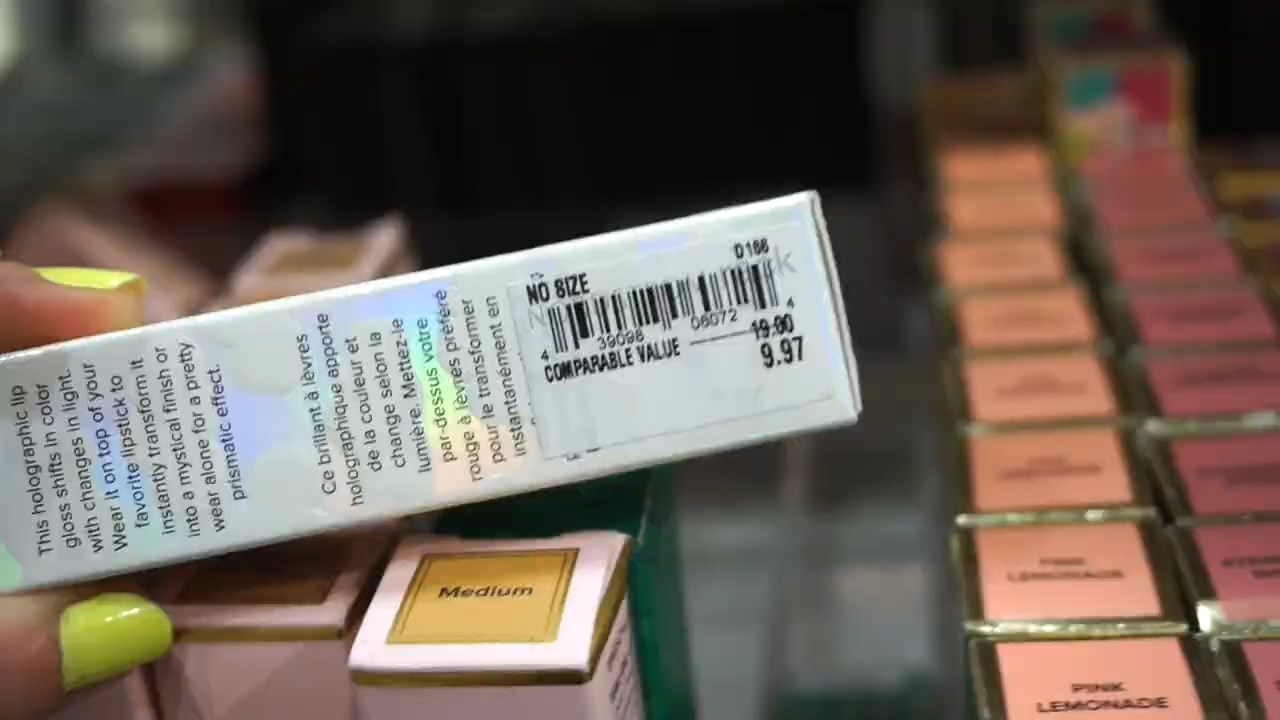 This holographic lip
gloss shifts in color
with changes in light.
Wear it on top of your
favorite lipstick to
instantly transform it
into a mystical finish or
wear alone for a pretty
prismatic effect.
Ce brillant à lèvres
holographique apporte
de la couleur et
change selon la
lumière. Mettez-le
par-dessus votre
rouge à lèvres préféré
pour le transformer
instantanément en
D166
NO SIZE
4 39098 06072 4
COMPARABLE VALUE 19.00
9.97
Medium
PINK
LEMONADE
PINK
LEMONADE